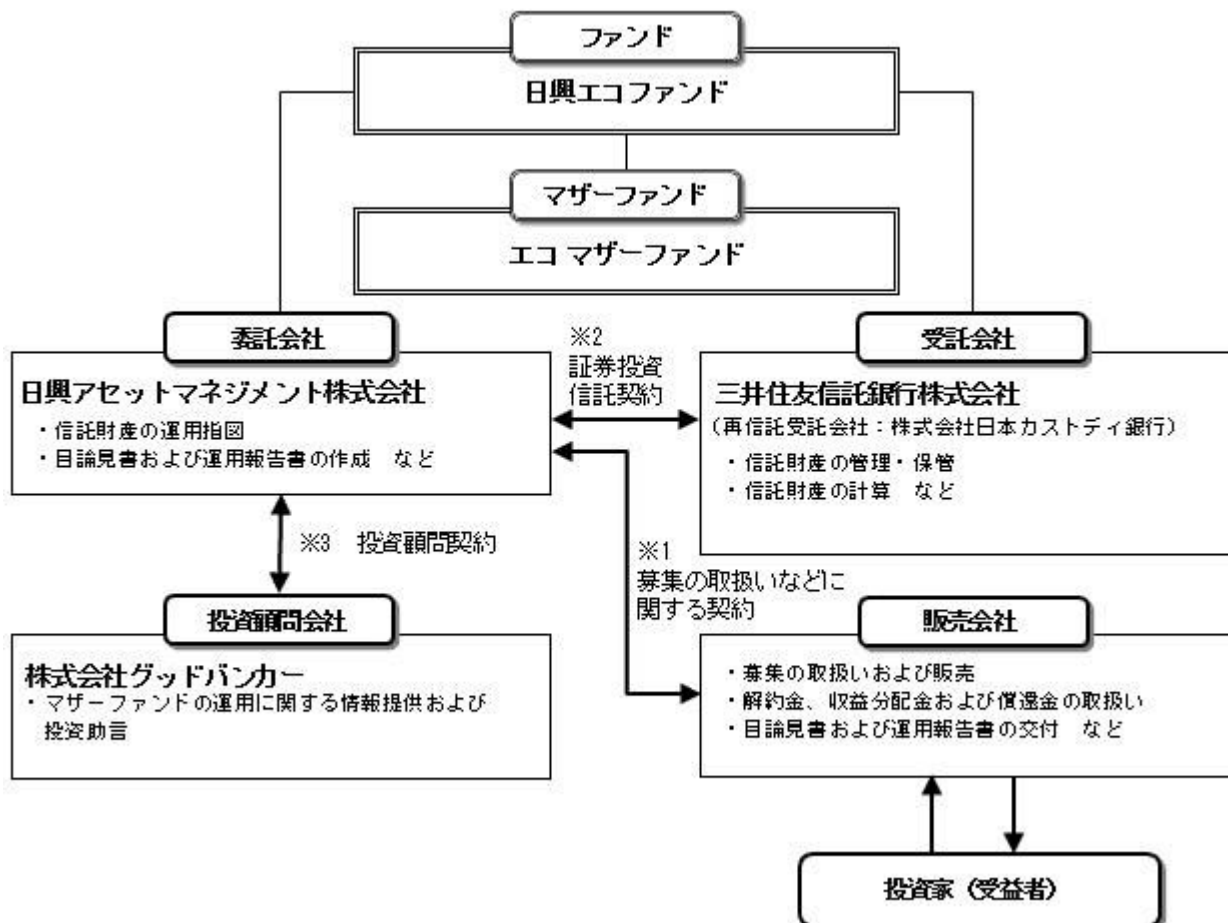 ファンド
日興エコファンド
マザーファンド
エコ マザーファンド
委託会社
日興アセットマネジメント株式会社
・信託財産の運用指図
・目論見書および運用報告書の作成 など
※2
証券投資
信託契約
受託会社
三井住友信託銀行株式会社
(再信託受託会社:株式会社日本カストディ銀行)
・信託財産の管理・保管
・信託財産の計算 など
※3 投資顧問契約
※1
募集の取扱いなどに
関する契約
投資顧問会社
株式会社グッドバンカー
・マザーファンドの運用に関する情報提供および
投資助言
販売会社
・募集の取扱いおよび販売
・解約金、収益分配金および償還金の取扱い
・目論見書および運用報告書の交付 など
投資家(受益者)